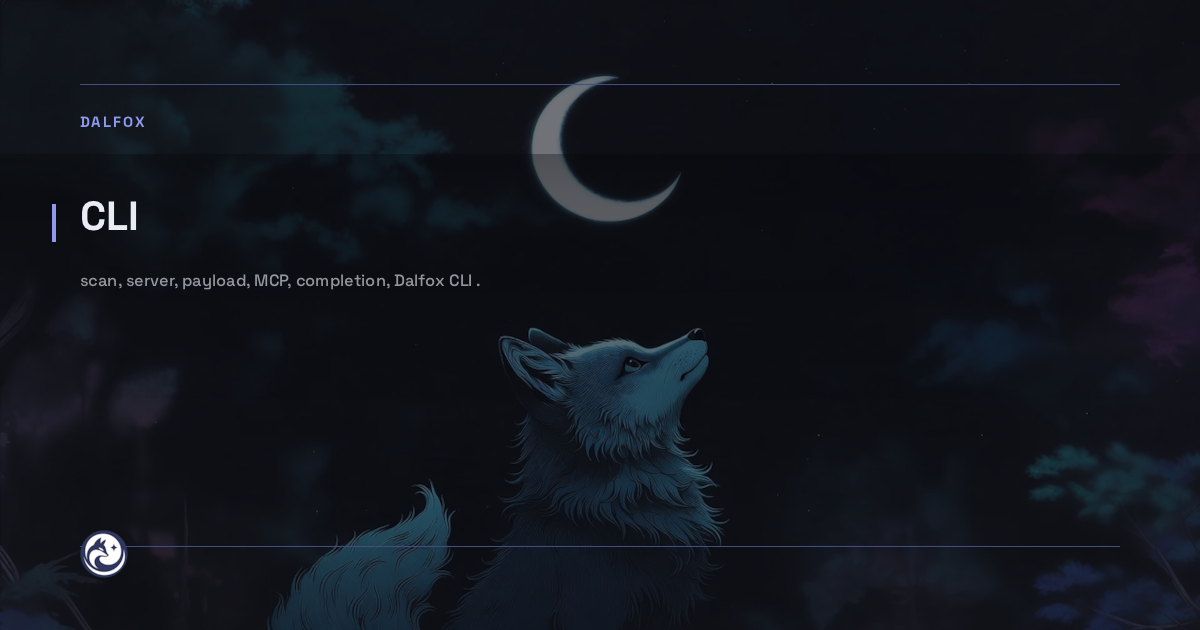 DALFOX
CLI
scan, server, payload, MCP, completion, Dalfox CLI .